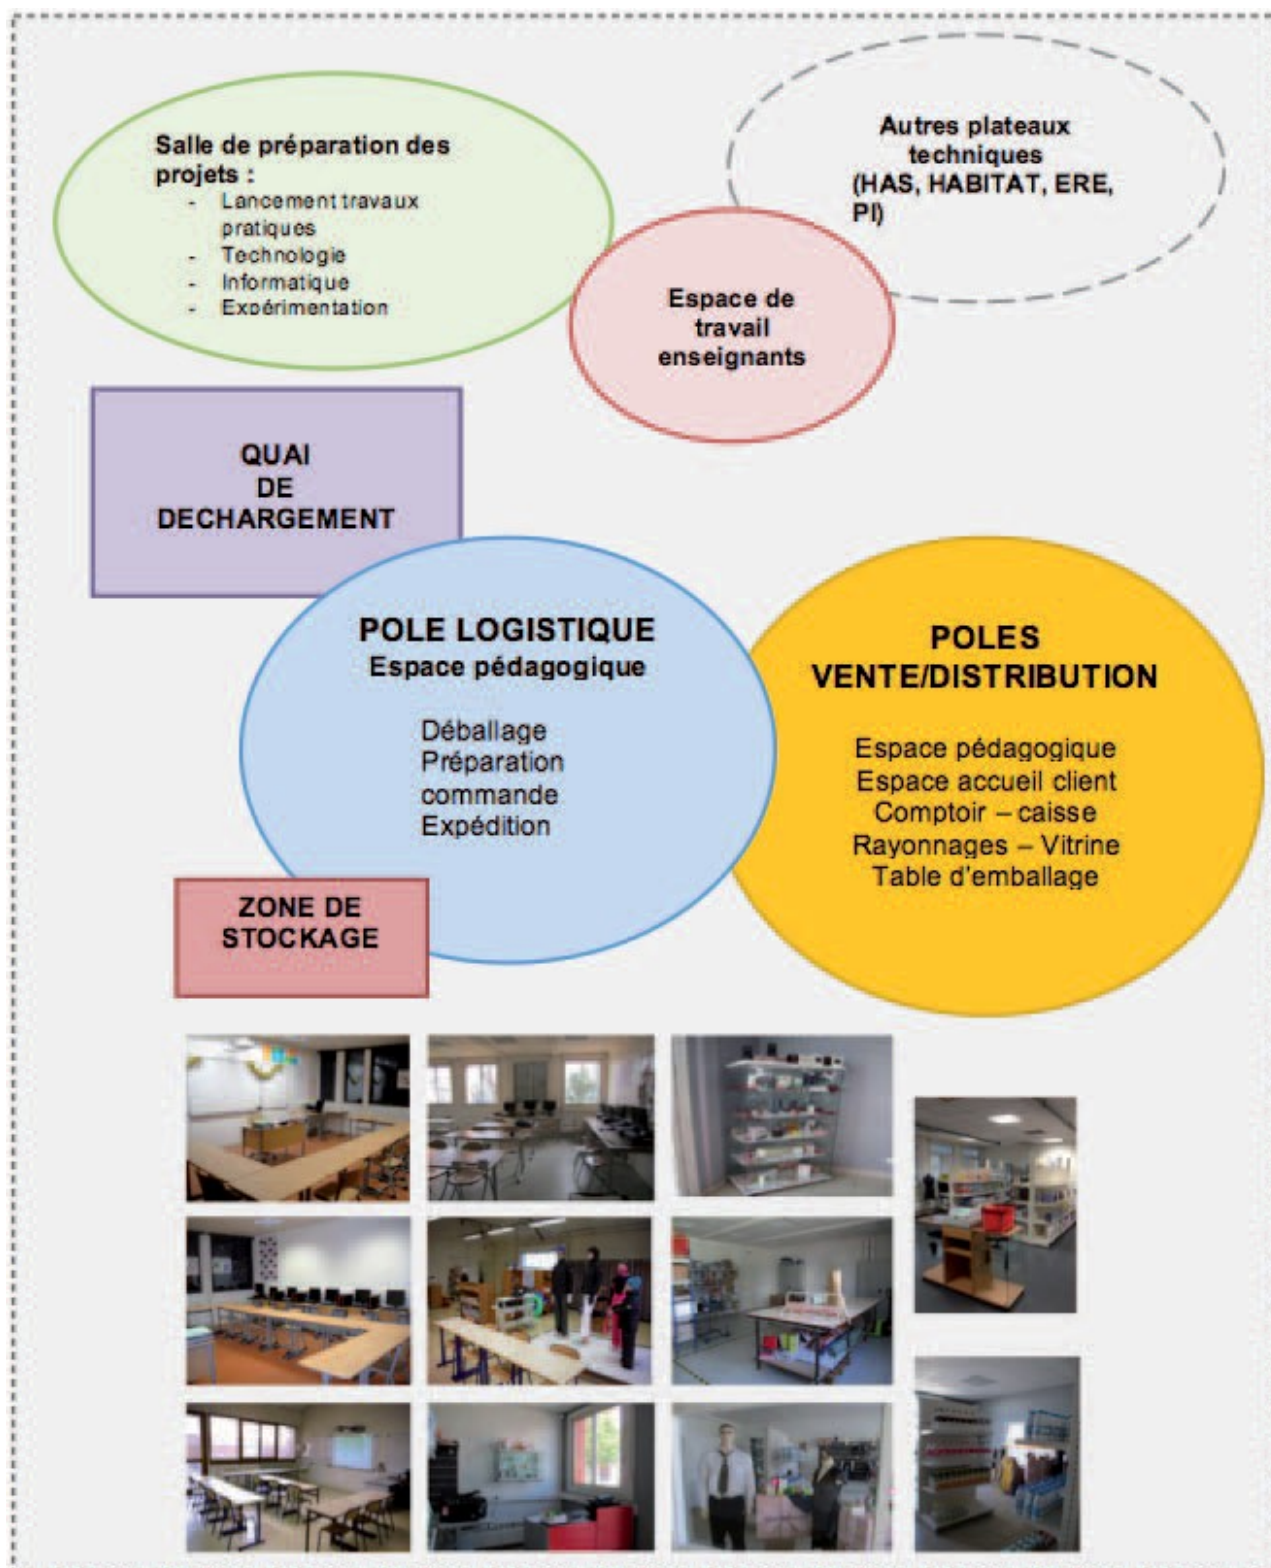 Salle de préparation des
projets :
- Lancement travaux
pratiques
- Technologie
- Informatique
- Expérimentation
Autres plateaux
techniques
(HAS, HABITAT, ERE,
PI)
Espace de
travail
enseignants
QUAI
DE
DECHARGEMENT
POLE LOGISTIQUE
Espace pédagogique
Déballage
Préparation
commande
Expédition
POLES
VENTE/DISTRIBUTION
Espace pédagogique
Espace accueil client
Comptoir – caisse
Rayonnages – Vitrine
Table d'emballage
ZONE DE
STOCKAGE